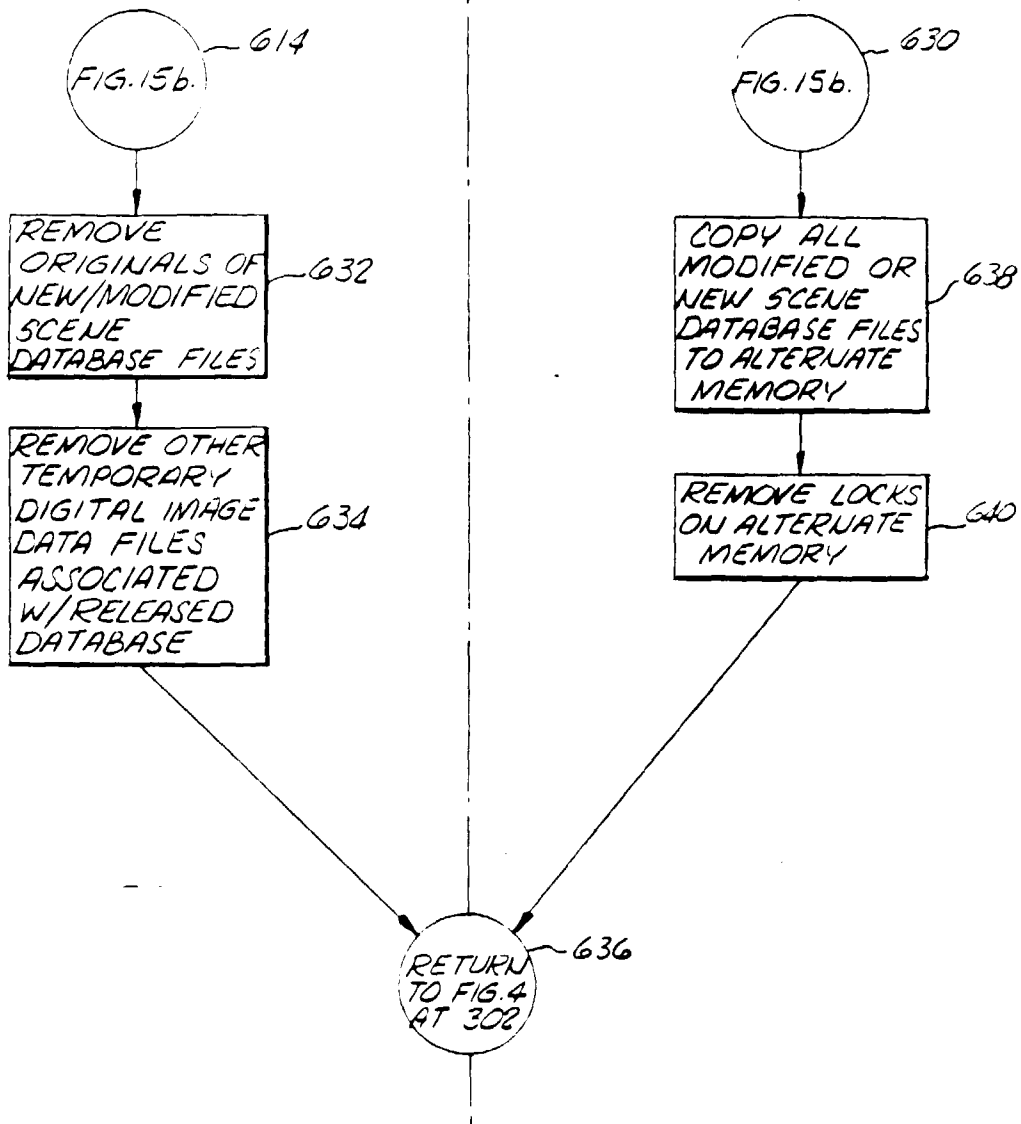 614
FIG. 15b.
REMOVE
ORIGINALS OF
NEW/MODIFIED
SCENE
DATABASE FILES
632
REMOVE OTHER
TEMPORARY
DIGITAL IMAGE
DATA FILES
ASSOCIATED
W/RELEASED
DATABASE
634
630
FIG. 15b.
COPY ALL
MODIFIED OR
NEW SCENE
DATABASE FILES
TO ALTERNATE
MEMORY
638
REMOVE LOCKS
ON ALTERNATE
MEMORY
640
RETURN
TO FIG. 4
AT 302
636